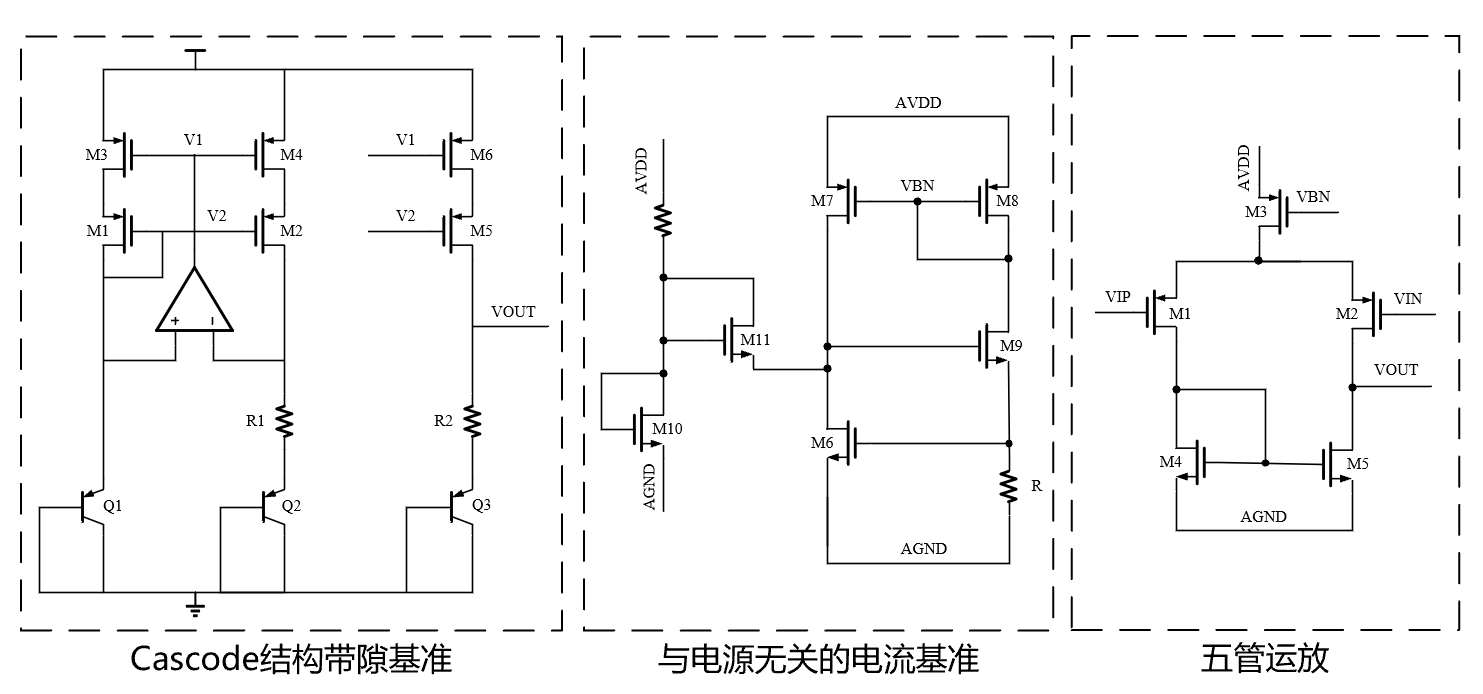 M3
V1
M4
V1
M6
M1
V2
M2
V2
M5
+
VOUT
R1
R2
Q1
Q2
Q3
Cascode结构带隙基准
AVDD
AVDD
M7
VBN
M8
M11
M9
M10
M6
AGND
R
AGND
与电源无关的电流基准
AVDD
VBN
M3
VIP
M1
M2
VIN
VOUT
M4
M5
AGND
五管运放